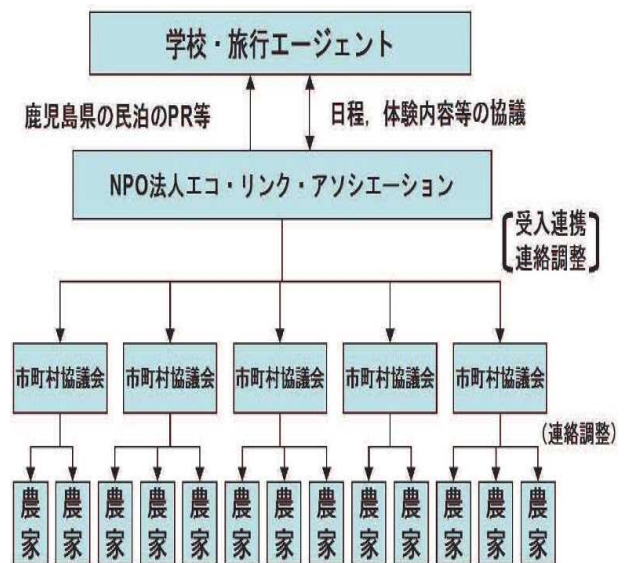 学校・旅行エージェント
鹿児島県の民泊のPR等
日程，体験内容等の協議
NPO法人エコ・リンク・アソシエーション
受入連携
連絡調整
市町村協議会
市町村協議会
市町村協議会
市町村協議会
市町村協議会
(連絡調整)
農家
農家
農家
農家
農家
農家
農家
農家
農家
農家
農家
農家
農家